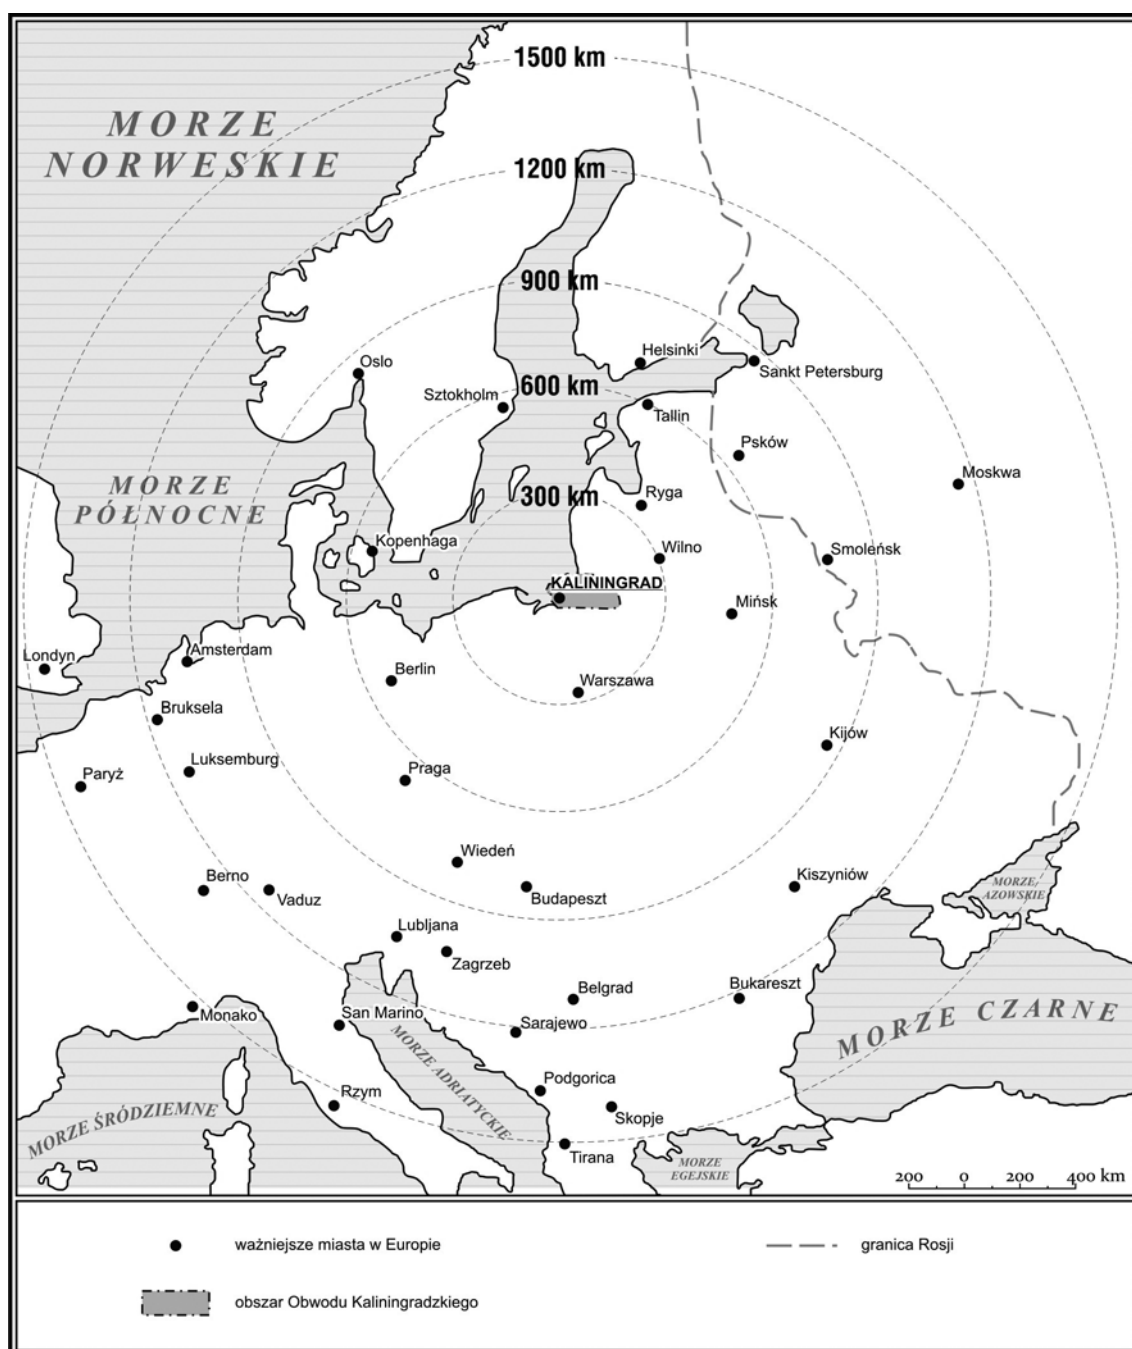 1500 km
MORZE
NORWESKIE
1200 km
900 km
Helsinki
Oslo
Sankt Petersburg
600 km
Sztokholm
Tallin
Psków
Moskwa
MORZE
PÓŁNOCNE
300 km
Ryga
Kopenhaga
Wilno
Smoleńsk
KALININGRAD
Mińsk
Londyn
Amsterdam
Berlin
Warszawa
Bruksela
Kijów
Luksemburg
Paryż
Praga
Wiedeń
Berno
Vaduz
Budapeszt
Kiszyniów
MORZE
AZOWSKIE
Lubljana
Zagrzeb
Belgrad
Bukareszt
Monako
San Marino
Sarajewo
MORZE CZARNE
MORZE ADRIATYCKIE
Podgorica
Rzym
Skopje
MORZE ŚRÓDZIEMNE
Tirana
MORZE
EGEJSKIE
200 0 200 400 km
ważniejsze miasta w Europie
granica Rosji
obszar Obwodu Kaliningradzkiego